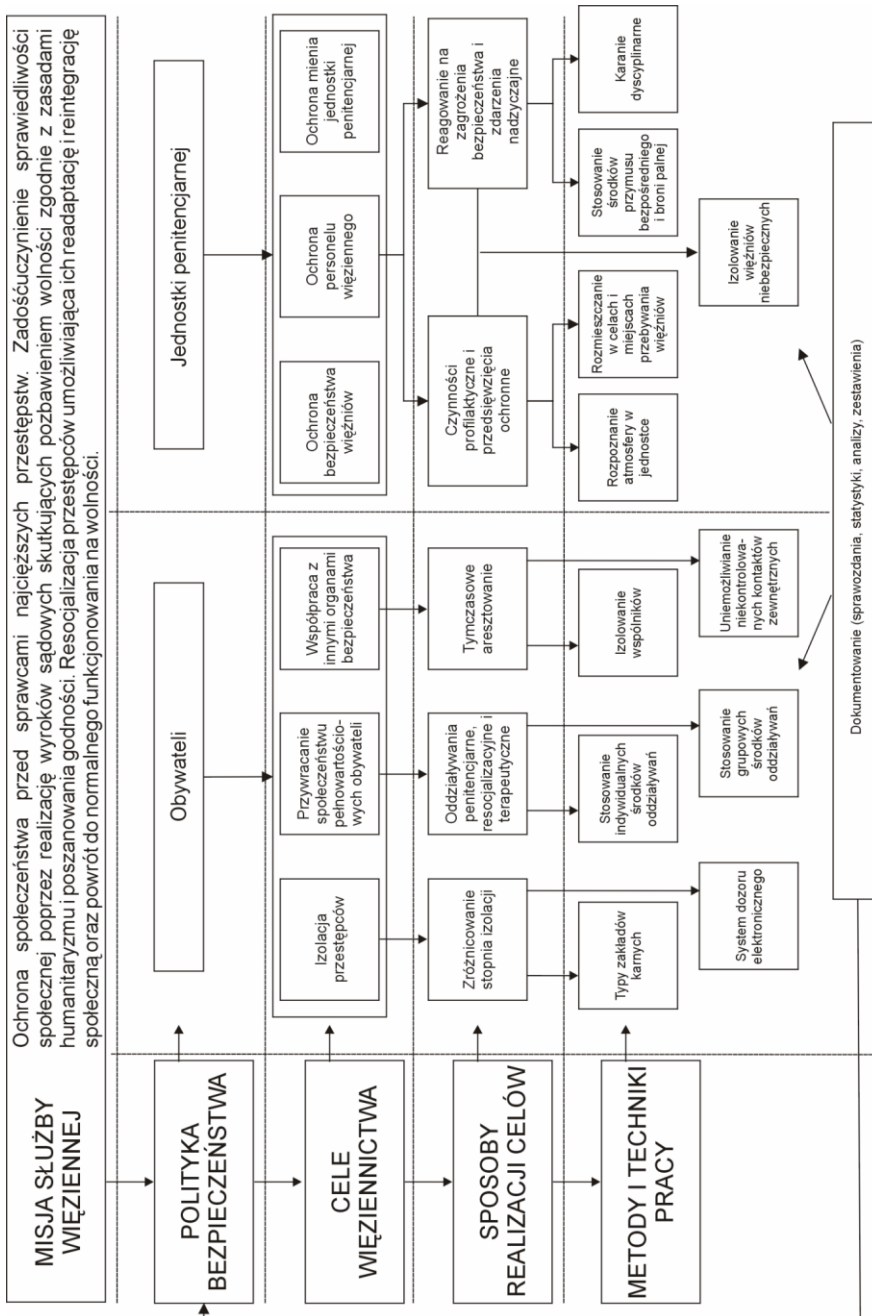 MISJA SŁUŻBY
WIĘZIENNEJ
Ochrona społeczeństwa przed sprawcami najcięższych przestępstw. Zadośćuczynienie sprawiedliwości
społecznej poprzez realizację wyroków sądowych skutkujących pozbawieniem wolności zgodnie z zasadami
humanitaryzmu i poszanowania godności. Resocjalizacja przestępców umożliwiająca ich readaptację i reintegrację
społeczną oraz powrót do normalnego funkcjonowania na wolności.
POLITYKA
BEZPIECZEŃSTWA
Obywateli
Jednostki penitencjarnej
CELE
WIĘZIENNICTWA
Izolacja
przestępców
Przywracanie
społeczeństwu
pełnowartościo-
wych obywateli
Współpraca z
innymi organami
bezpieczeństwa
Ochrona
bezpieczeństwa
więźniów
Ochrona
personelu
więziennego
Ochrona mienia
jednostki
penitencjarnej
SPOSOBY
REALIZACJI CELÓW
Zróżnicowanie
stopnia izolacji
Oddziaływania
penitencjarne,
resocjalizacyjne i
terapeutyczne
Tymczasowe
aresztowanie
Czynności
profilaktyczne i
przedsięwzięcia
ochronne
Reagowanie na
zagrożenia
bezpieczeństwa i
zdarzenia
nadzyczajne
METODY I TECHNIKI
PRACY
Typy zakładów
karnych
Stosowanie
indywidualnych
środków
oddziaływań
Izolowanie
wspólników
Rozpoznanie
atmosfery w
jednostce
Rozmieszczanie
w celach i
miejscach
przebywania
więźniów
Stosowanie
środków
przymusu
bezpośredniego
i broni palnej
Karanie
dyscyplinarne
System dozoru
elektronicznego
Stosowanie
grupowych
środków
oddziaływań
Uniemożliwianie
niekontrolowa-
nych kontaktów
zewnętrznych
Izolowanie
więźniów
niebezpiecznych
Dokumentowanie (sprawozdania, statystyki, analizy, zestawienia)